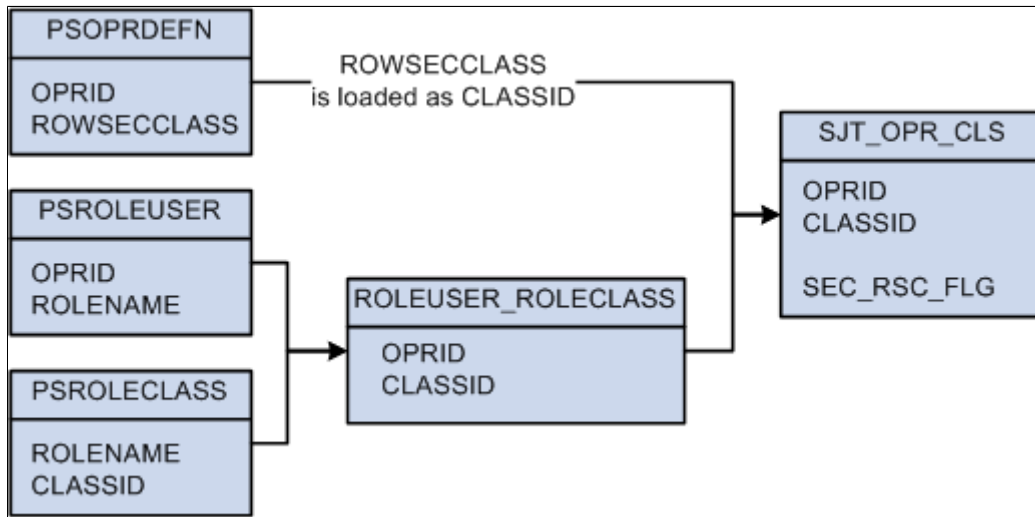 PSOPRDEFN
OPRID
ROWSECCLASS
ROWSECCLASS
is loaded as CLASSID
PSROLEUSER
OPRID
ROLENAME
PSROLECLASS
ROLENAME
CLASSID
ROLEUSER_ROLECLASS
OPRID
CLASSID
SJT_OPR_CLS
OPRID
CLASSID
SEC_RSC_FLG